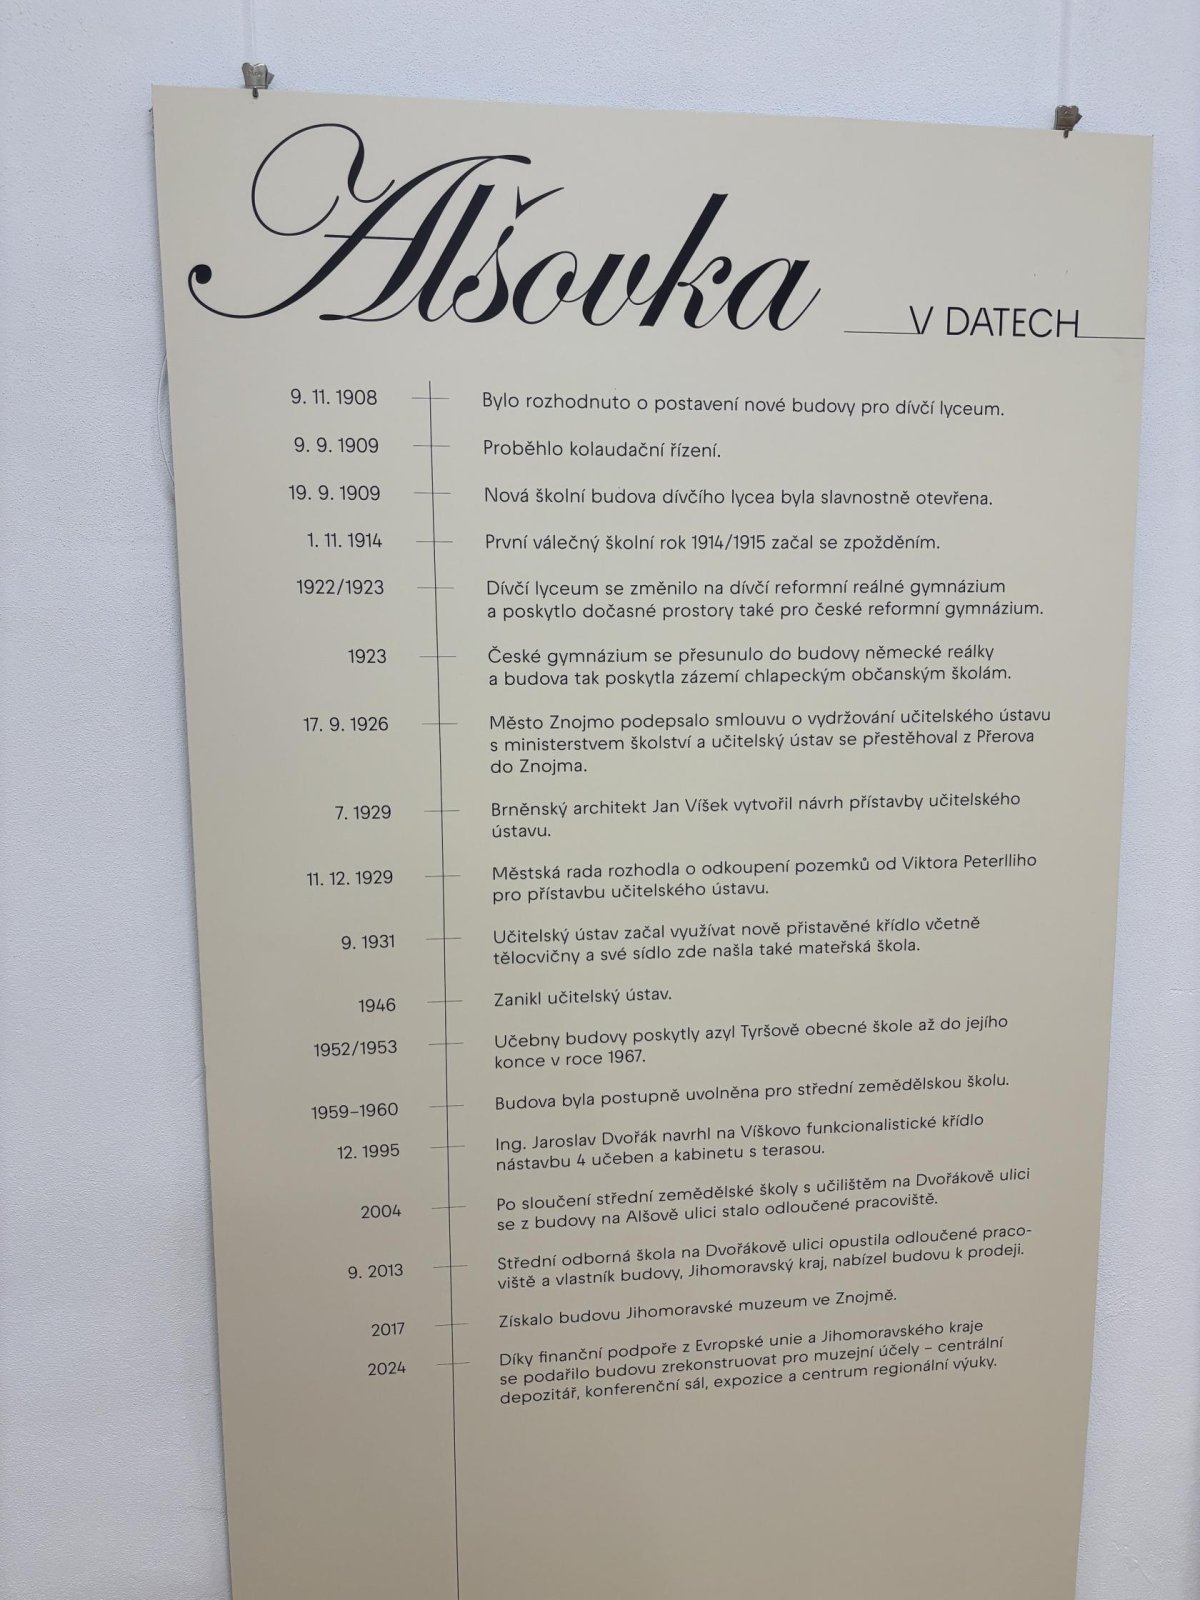 Alšovka
V DATECH
9. 11. 1908
Bylo rozhodnuto o postavení nové budovy pro dívčí lyceum.
9. 9. 1909
Proběhlo kolaudační řízení.
19. 9. 1909
Nová školní budova dívčího lycea byla slavnostně otevřena.
1. 11. 1914
První válečný školní rok 1914/1915 začal se zpožděním.
1922/1923
Dívčí lyceum se změnilo na dívčí reformní reálné gymnázium
a poskytlo dočasné prostory také pro české reformní gymnázium.
1923
České gymnázium se přesunulo do budovy německé reálky
a budova tak poskytla zázemí chlapeckým občanským školám.
17. 9. 1926
Město Znojmo podepsalo smlouvu o vydržování učitelského ústavu
s ministerstvem školství a učitelský ústav se přestěhoval z Přerova
do Znojma.
7. 1929
Brněnský architekt Jan Víšek vytvořil návrh přístavby učitelského
ústavu.
11. 12. 1929
Městská rada rozhodla o odkoupení pozemků od Viktora Peterlliho
pro přístavbu učitelského ústavu.
9. 1931
Učitelský ústav začal využívat nově přistavěné křídlo včetně
tělocvičny a své sídlo zde našla také mateřská škola.
1946
Zanikl učitelský ústav.
1952/1953
Učebny budovy poskytly azyl Tyršově obecné škole až do jejího
konce v roce 1967.
1959–1960
Budova byla postupně uvolněna pro střední zemědělskou školu.
12. 1995
Ing. Jaroslav Dvořák navrhl na Víškovo funkcionalistické křídlo
nástavbu 4 učeben a kabinetu s terasou.
2004
Po sloučení střední zemědělské školy s učilištěm na Dvořákově ulici
se z budovy na Alšově ulici stalo odloučené pracoviště.
9. 2013
Střední odborná škola na Dvořákově ulici opustila odloučené praco-
viště a vlastník budovy, Jihomoravský kraj, nabízel budovu k prodeji.
2017
Získalo budovu Jihomoravské muzeum ve Znojmě.
2024
Díky finanční podpoře z Evropské unie a Jihomoravského kraje
se podařilo budovu zrekonstruovat pro muzejní účely – centrální
depozitář, konferenční sál, expozice a centrum regionální výuky.